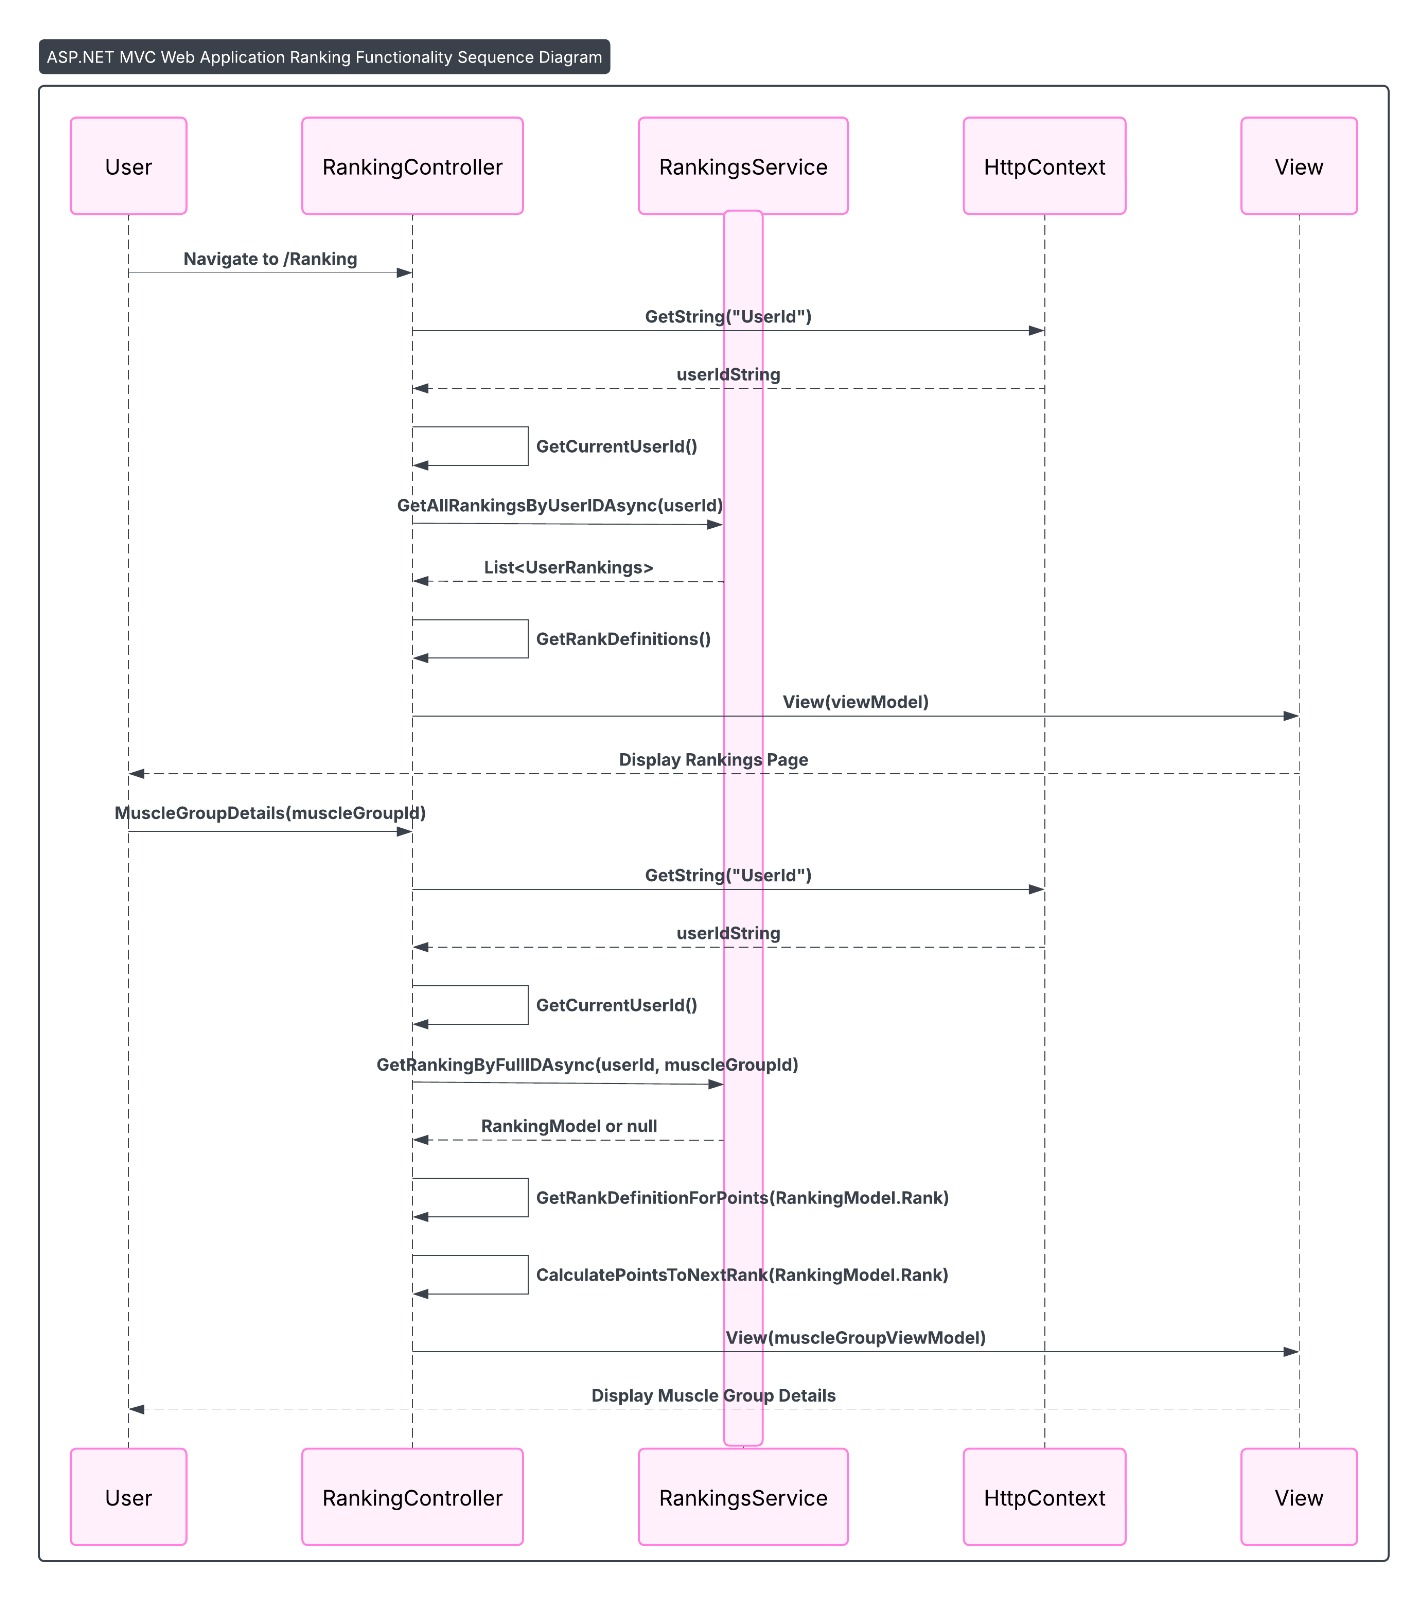 ASP.NET MVC Web Application Ranking Functionality Sequence Diagram
User
RankingController
RankingsService
HttpContext
View
Navigate to /Ranking
GetString("UserId")
userIdString
GetCurrentUserId()
GetAllRankingsByUserIDAsync(userId)
List<UserRankings>
GetRankDefinitions()
View(viewModel)
Display Rankings Page
MuscleGroupDetails(muscleGroupId)
GetString("UserId")
userIdString
GetCurrentUserId()
GetRankingByFullIDAsync(userId, muscleGroupId)
RankingModel or null
GetRankDefinitionForPoints(RankingModel.Rank)
CalculatePointsToNextRank(RankingModel.Rank)
View(muscleGroupViewModel)
Display Muscle Group Details
User
RankingController
RankingsService
HttpContext
View